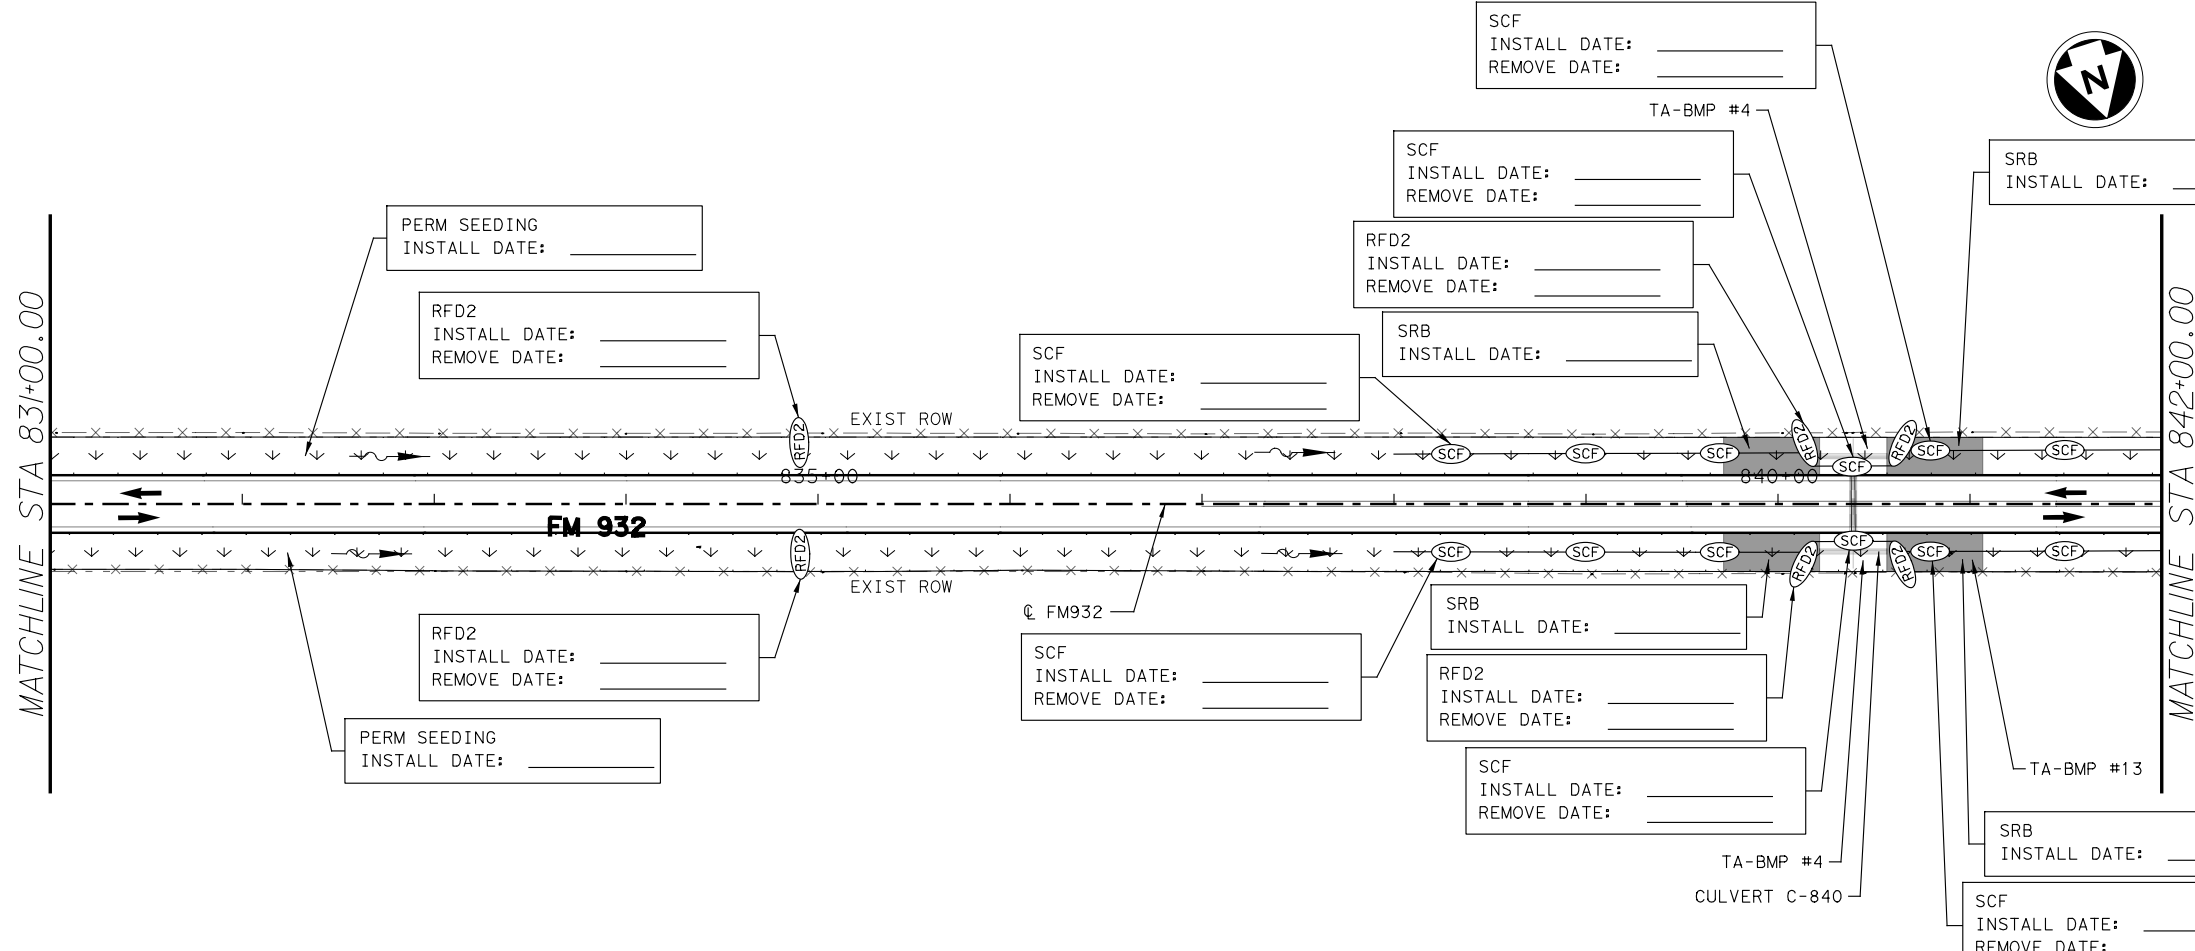 SCF
INSTALL DATE:
REMOVE DATE:
N
TA-BMP #4
SCF
INSTALL DATE:
REMOVE DATE:
SRB
INSTALL DATE:
PERM SEEDING
INSTALL DATE:
RFD2
INSTALL DATE:
REMOVE DATE:
RFD2
INSTALL DATE:
REMOVE DATE:
SRB
INSTALL DATE:
SCF
INSTALL DATE:
REMOVE DATE:
MATCHLINE STA 831+00.00
MATCHLINE STA 842+00.00
EXIST ROW
RFD2
SCF
SCF
SCF
RFD2
SCF
RFD2
SCF
SCF
835+00
840+00
FM 932
RFD2
SCF
SCF
SCF
RFD2
SCF
RFD2
SCF
SCF
EXIST ROW
℄ FM932
SRB
INSTALL DATE:
RFD2
INSTALL DATE:
REMOVE DATE:
SCF
INSTALL DATE:
REMOVE DATE:
RFD2
INSTALL DATE:
REMOVE DATE:
PERM SEEDING
INSTALL DATE:
SCF
INSTALL DATE:
REMOVE DATE:
TA-BMP #13
SRB
INSTALL DATE:
TA-BMP #4
CULVERT C-840
SCF
INSTALL DATE:
REMOVE DATE: